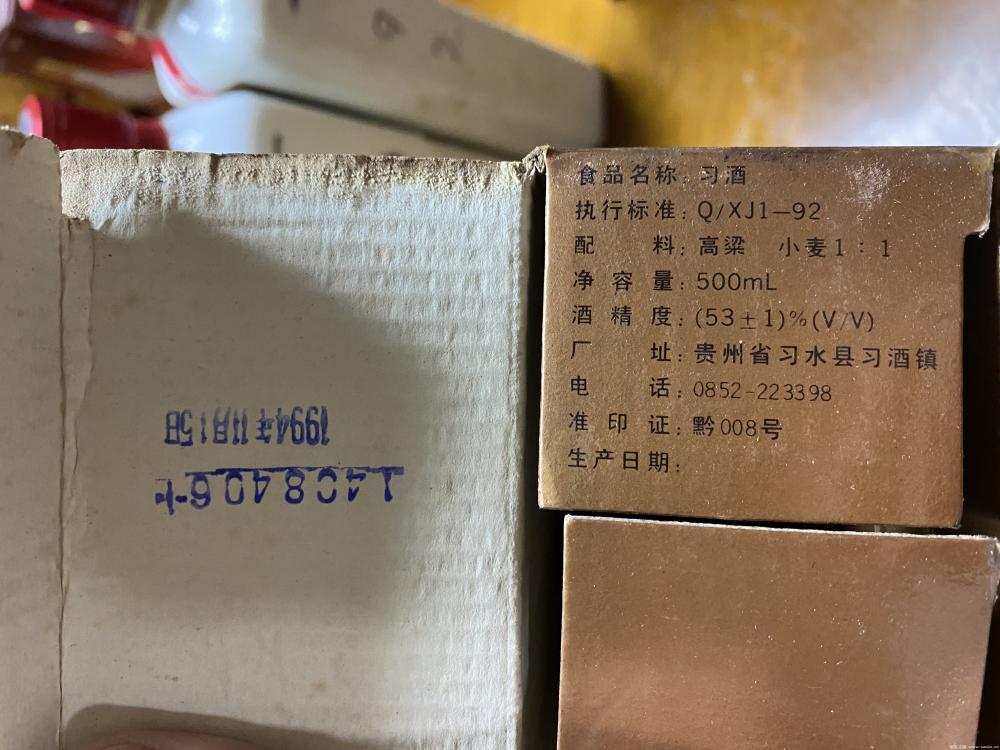 食品名称: 习酒
执行标准: Q/XJ1—92
配 料: 高粱 小麦1:1
净容量: 500mL
酒精度: (53±1)%(V/V)
厂 址: 贵州省习水县习酒镇
电 话: 0852-223398
准印证: 黔008号
生产日期:
1994年11月15日